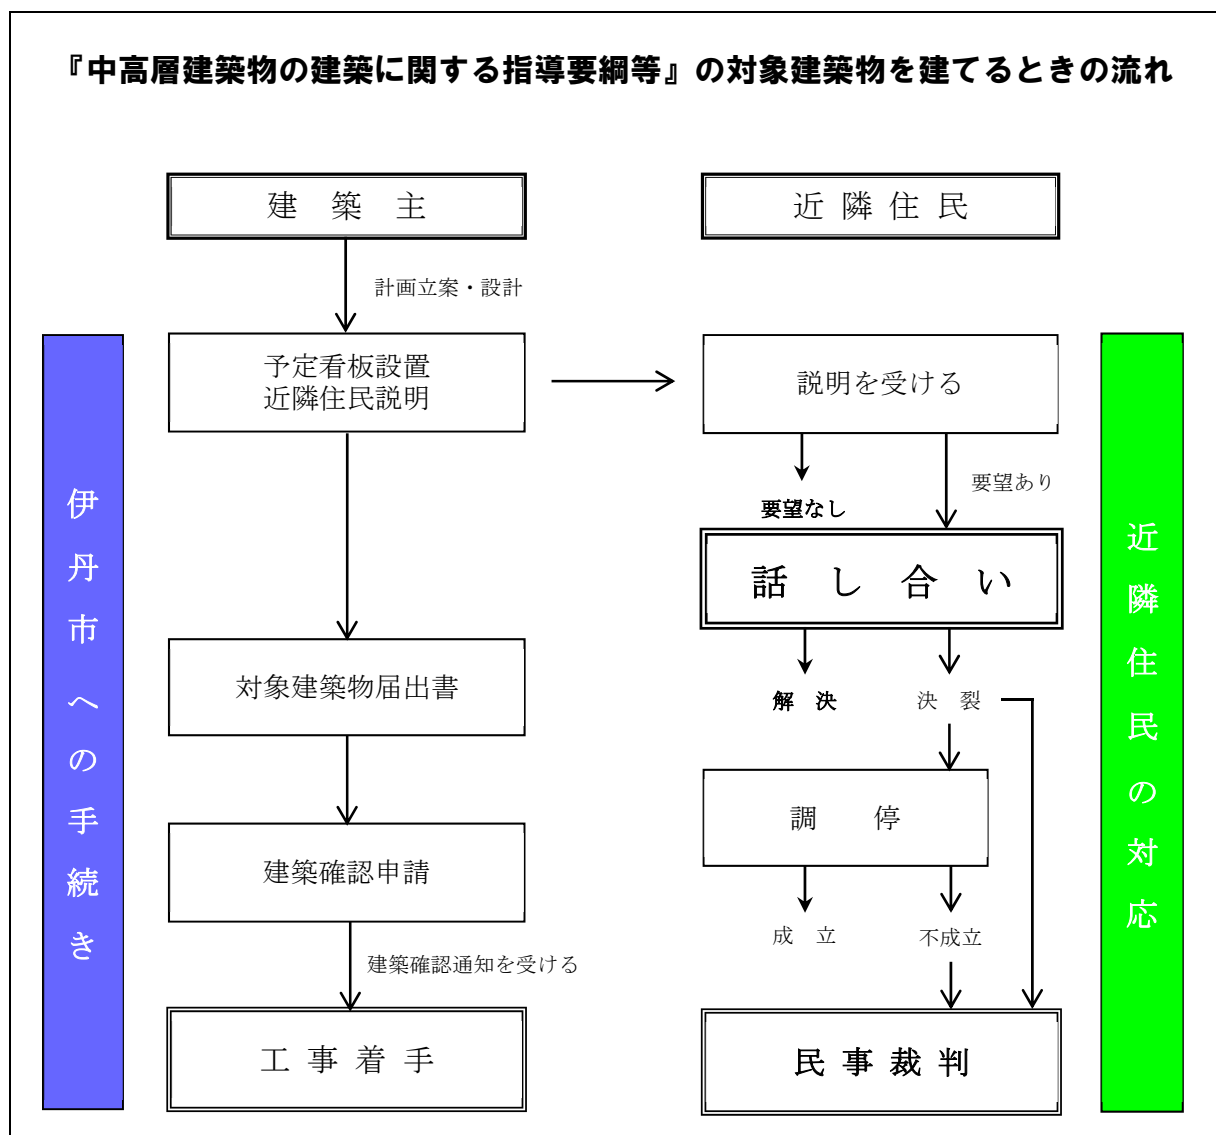 『中高層建築物の建築に関する指導要綱等』の対象建築物を建てるときの流れ
建築主
近隣住民
計画立案・設計
予定看板設置
近隣住民説明
説明を受ける
要望なし
要望あり
話し合い
対象建築物届出書
解決
決裂
調停
建築確認申請
成立
不成立
建築確認通知を受ける
工事着手
民事裁判
伊丹市への手続き
近隣住民の対応